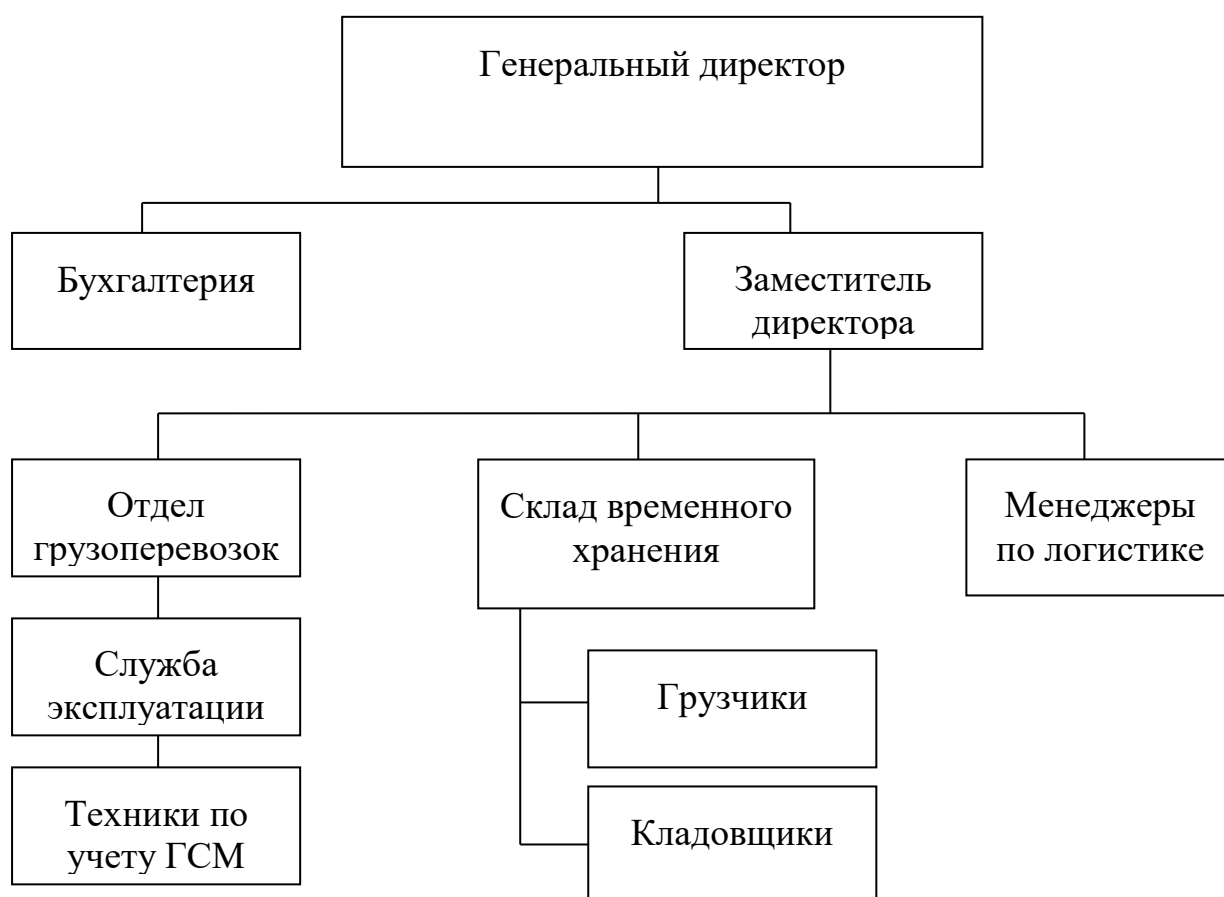 Генеральный директор
Бухгалтерия
Заместитель
директора
Отдел
грузоперевозок
Склад временного
хранения
Менеджеры
по логистике
Служба
эксплуатации
Грузчики
Техники по
учету ГСМ
Кладовщики